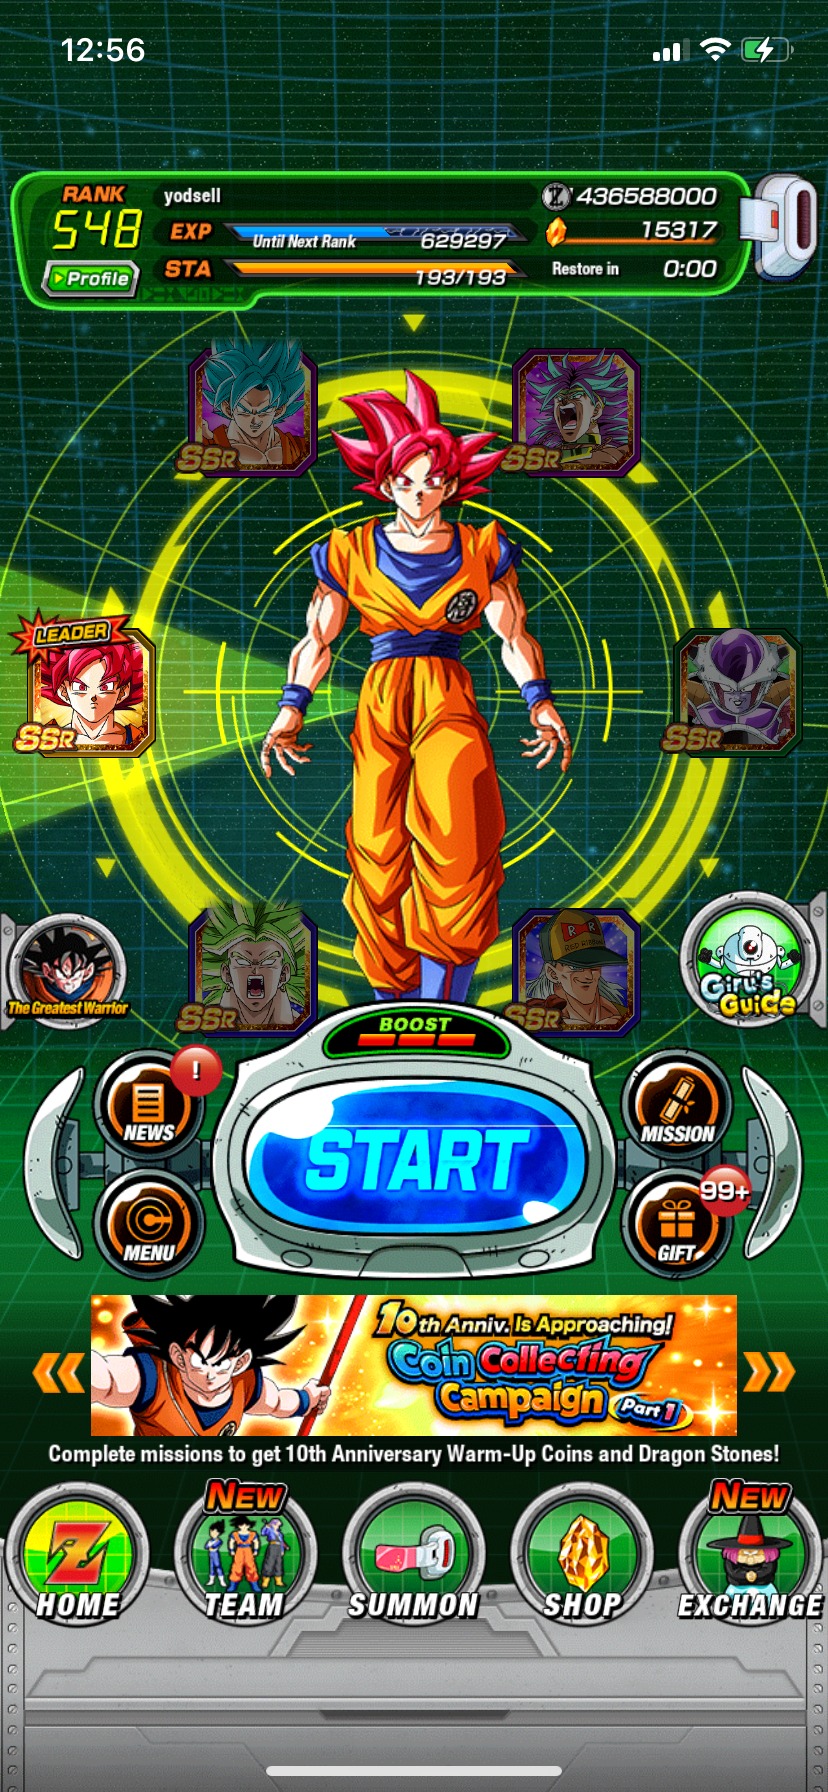 12:56
RANK
548
yodsell
436588000
EXP
Until Next Rank
629297
15317
Profile
STA
193/193
Restore in
0:00
SSR
SSR
LEADER
SSR
SSR
RR
RED RIBBON
SSR
SSR
The Greatest Warrior
Giru's
Guide
BOOST
!
NEWS
START
MISSION
99+
MENU
GIFT
10th Anniv. Is Approaching!
Coin Collecting
Campaign
Part 1
Complete missions to get 10th Anniversary Warm-Up Coins and Dragon Stones!
NEW
NEW
Z
HOME
TEAM
SUMMON
SHOP
EXCHANGE